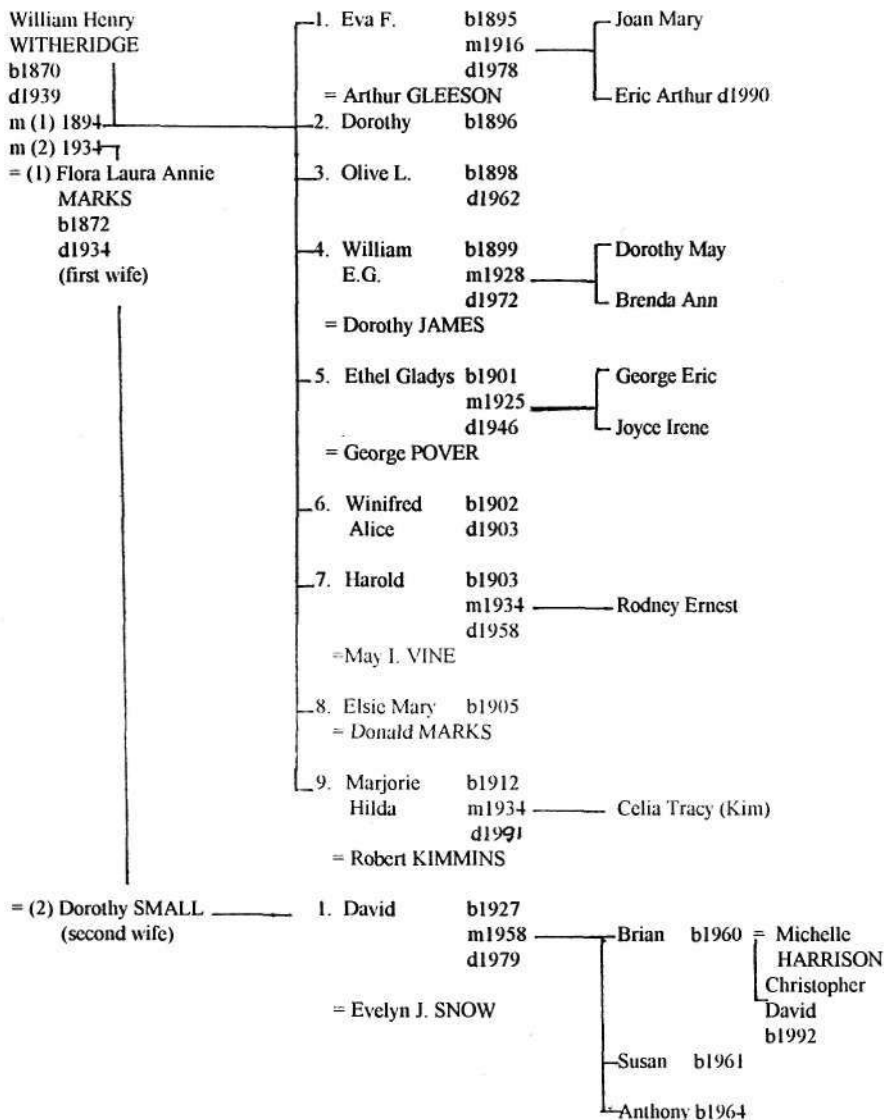 William Henry
WITHERIDGE
b1870
d1939
m (1) 1894
m (2) 1934
= (1) Flora Laura Annie
MARKS
b1872
d1934
(first wife)
1. Eva F. b1895
m1916
d1978
= Arthur GLEESON
Joan Mary
Eric Arthur d1990
2. Dorothy b1896
3. Olive L. b1898
d1962
4. William b1899
E.G. m1928
d1972
= Dorothy JAMES
Dorothy May
Brenda Ann
5. Ethel Gladys b1901
m1925
d1946
= George POVER
George Eric
Joyce Irene
6. Winifred b1902
Alice d1903
7. Harold b1903
m1934
d1958
=May I. VINE
Rodney Ernest
8. Elsie Mary b1905
= Donald MARKS
9. Marjorie b1912
Hilda m1934
d1991
= Robert KIMMINS
Celia Tracy (Kim)
= (2) Dorothy SMALL
(second wife)
1. David b1927
m1958
d1979
= Evelyn J. SNOW
Brian b1960 = Michelle
HARRISON
Christopher
David
b1992
Susan b1961
Anthony b1964